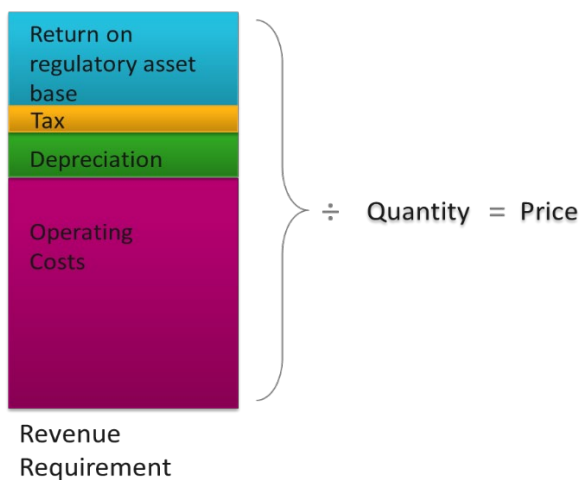 Return on
regulatory asset
base
Tax
Depreciation
Operating
Costs
÷ Quantity = Price
Revenue
Requirement